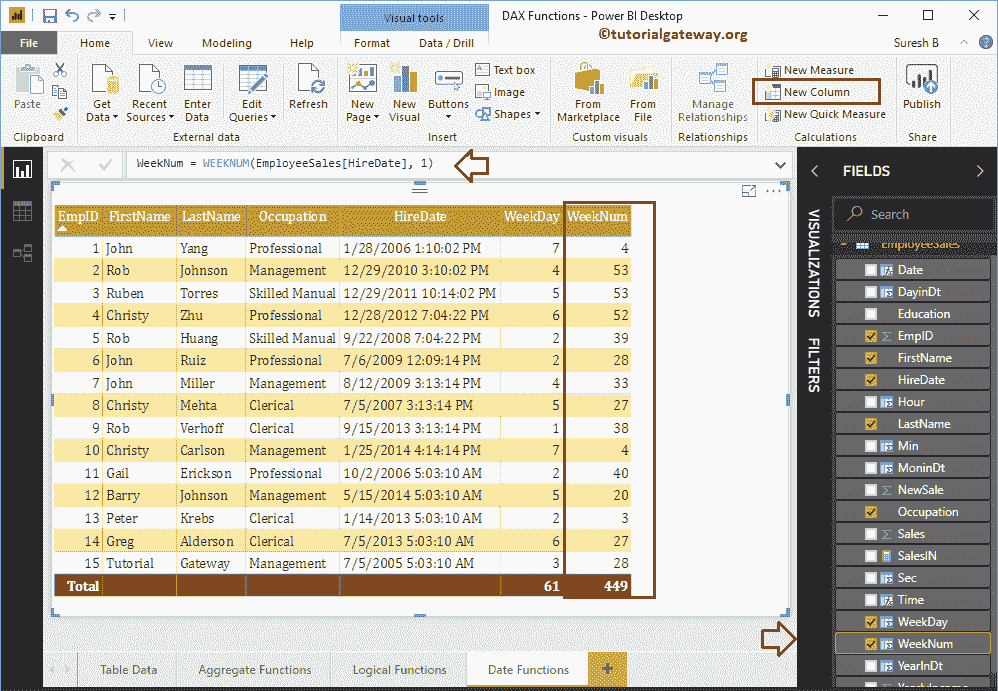 Visual tools
DAX Functions - Power BI Desktop
©tutorialgateway.org
File Home View Modeling Help Format Data / Drill Suresh B
Paste
Clipboard
Get Data
Recent Sources
Enter Data
Edit Queries
Refresh
External data
New Page
New Visual
Buttons
Text box
Image
Shapes
Insert
From Marketplace
From File
Custom visuals
Manage Relationships
Relationships
New Measure
New Column
New Quick Measure
Calculations
Publish
Share
WeekNum = WEEKNUM(EmployeeSales[HireDate], 1)
EmpID FirstName LastName Occupation HireDate WeekDay WeekNum
1 John Yang Professional 1/28/2006 1:10:02 PM 7 4
2 Rob Johnson Management 12/29/2010 3:10:02 PM 4 53
3 Ruben Torres Skilled Manual 12/29/2011 10:14:02 PM 5 53
4 Christy Zhu Professional 12/28/2012 7:04:22 PM 6 52
5 Rob Huang Skilled Manual 9/22/2008 7:04:22 PM 2 39
6 John Ruiz Professional 7/6/2009 12:09:14 PM 2 28
7 John Miller Management 8/12/2009 3:13:14 PM 4 33
8 Christy Mehta Clerical 7/5/2007 3:13:14 PM 5 27
9 Rob Verhoff Clerical 9/15/2013 3:13:14 PM 1 38
10 Christy Carlson Management 1/25/2014 4:14:14 PM 7 4
11 Gail Erickson Professional 10/2/2006 5:03:10 AM 2 40
12 Barry Johnson Management 5/15/2014 5:03:10 AM 5 20
13 Peter Krebs Clerical 1/14/2013 5:03:10 AM 2 3
14 Greg Alderson Clerical 7/5/2013 5:03:10 AM 6 27
15 Tutorial Gateway Management 7/5/2005 5:03:10 AM 3 28
Total 61 449
Table Data Aggregate Functions Logical Functions Date Functions +
VISUALIZATIONS
FILTERS
FIELDS
Search
EmployeeSales
Date
DayinDt
Education
EmpID
FirstName
HireDate
Hour
LastName
Min
MoninDt
NewSale
Occupation
Sales
SalesIN
Sec
Time
WeekDay
WeekNum
YearInDt